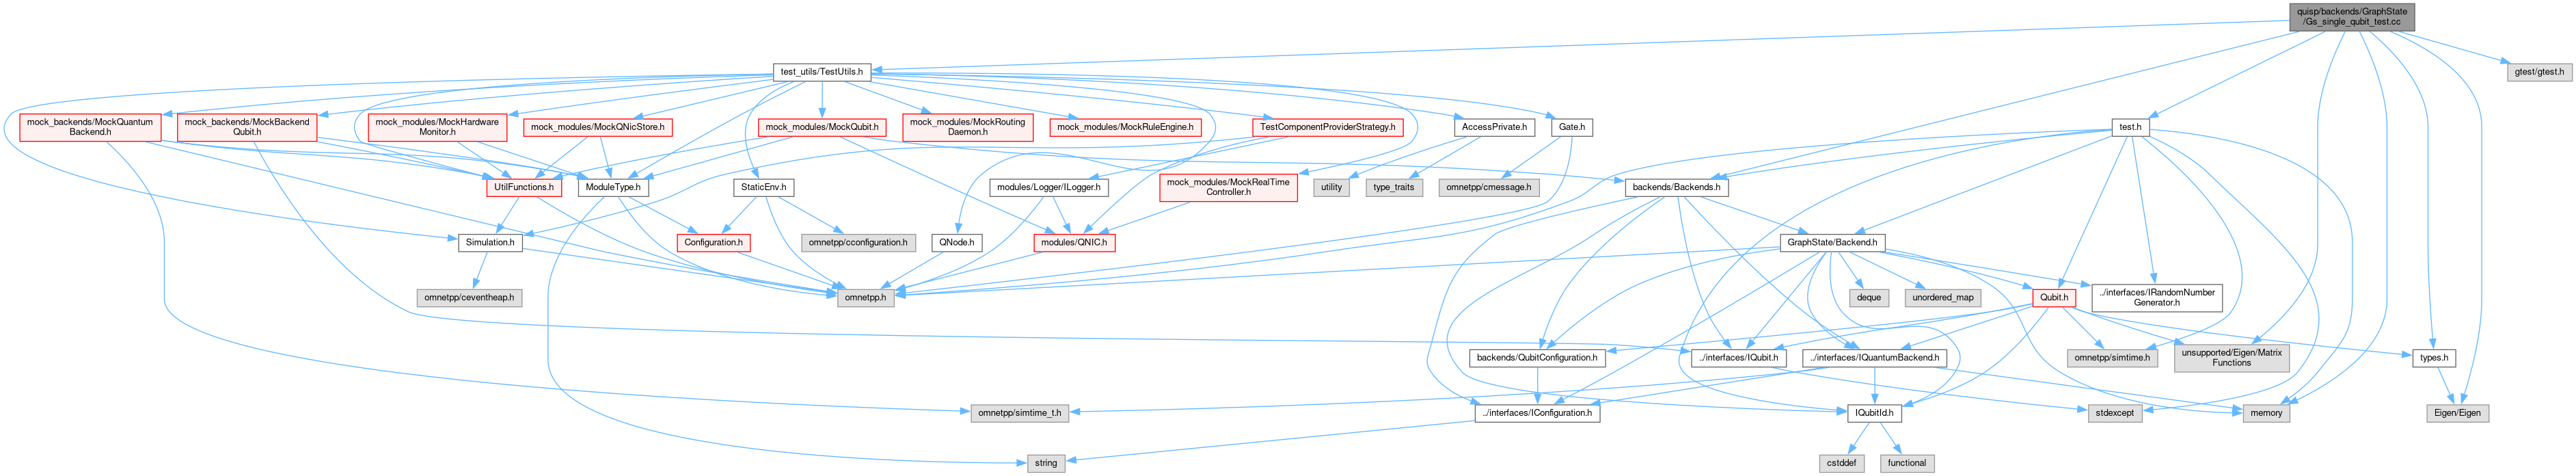 quisp/backends/GraphState
/Gs_single_qubit_test.cc
test_utils/TestUtils.h
gtest/gtest.h
mock_backends/MockQuantum
Backend.h
mock_backends/MockBackend
Qubit.h
mock_modules/MockHardware
Monitor.h
mock_modules/MockQNicStore.h
mock_modules/MockQubit.h
mock_modules/MockRouting
Daemon.h
mock_modules/MockRuleEngine.h
TestComponentProviderStrategy.h
AccessPrivate.h
Gate.h
test.h
UtilFunctions.h
ModuleType.h
StaticEnv.h
modules/Logger/ILogger.h
mock_modules/MockRealTime
Controller.h
utility
type_traits
omnetpp/cmessage.h
backends/Backends.h
Simulation.h
Configuration.h
omnetpp/cconfiguration.h
QNode.h
modules/QNIC.h
GraphState/Backend.h
omnetpp/ceventheap.h
omnetpp.h
deque
unordered_map
Qubit.h
../interfaces/IRandomNumber
Generator.h
backends/QubitConfiguration.h
../interfaces/IQubit.h
../interfaces/IQuantumBackend.h
omnetpp/simtime.h
unsupported/Eigen/Matrix
Functions
types.h
omnetpp/simtime_t.h
../interfaces/IConfiguration.h
IQubitId.h
stdexcept
memory
Eigen/Eigen
string
cstddef
functional